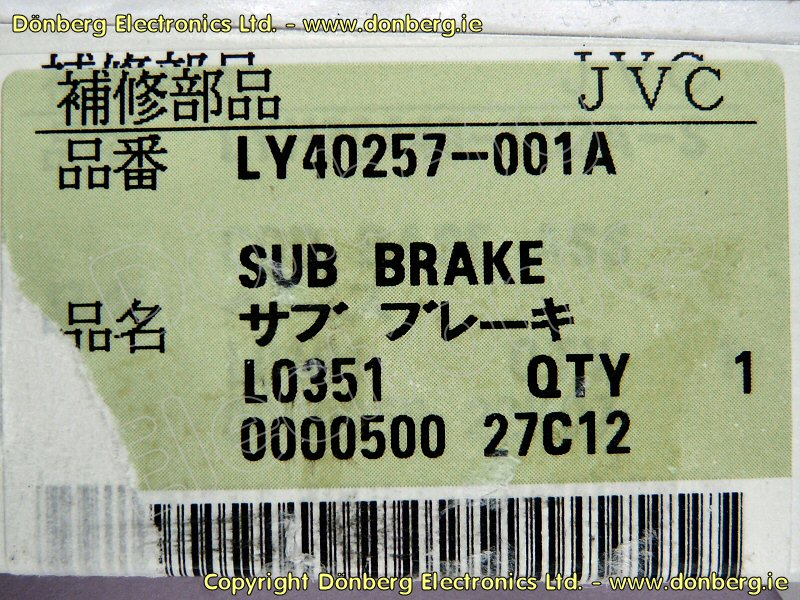 Dönberg Electronics Ltd. - www.donberg.ie
補修部品 JVC
品番 LY40257-001A
SUB BRAKE
品名 サブ ブレーキ
L0351 QTY 1
0000500 27C12
Copyright Dönberg Electronics Ltd. - www.donberg.ie